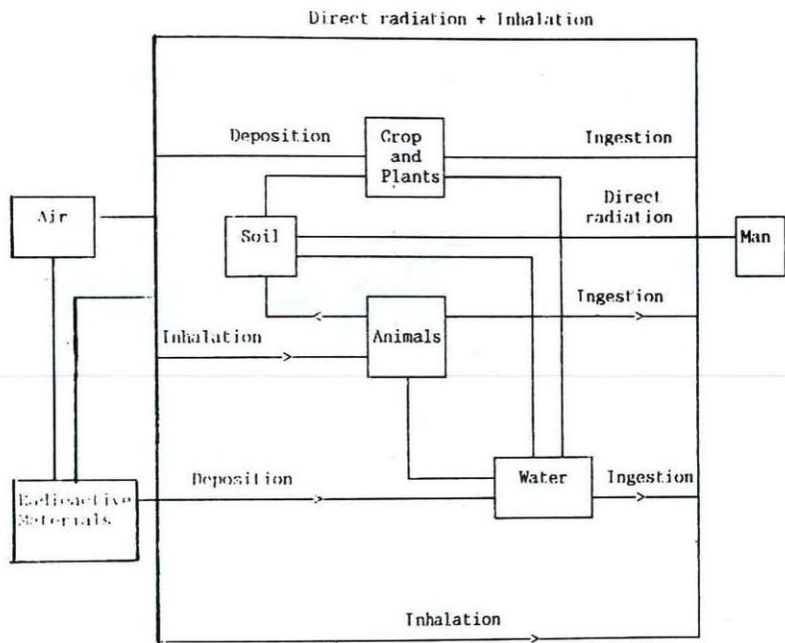 Direct radiation + Inhalation
Deposition
Crop
and
Plants
Ingestion
Air
Soil
Direct
radiation
Man
Inhalation
Animals
Ingestion
Radioactive
Materials
Deposition
Water
Ingestion
Inhalation